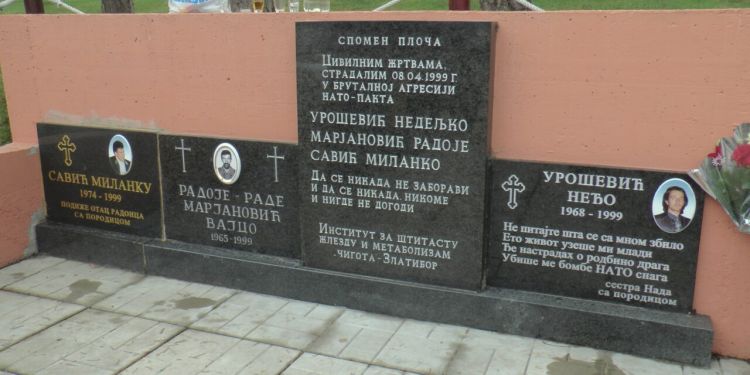 САВИЋ МИЛАНКУ
1974 - 1999
ПОДИЖЕ ОТАЦ РАДОИЦА
СА ПОРОДИЦОМ
РАДОЈЕ - РАДЕ
МАРЈАНОВИЋ
ВАЈЦО
1965-1999
СПОМЕН ПЛОЧА
ЦИВИЛНИМ ЖРТВАМА,
СТРАДАЛИМ 08.04.1999 Г.
У БРУТАЛНОЈ АГРЕСИЈИ
НАТО-ПАКТА
УРОШЕВИЋ НЕДЕЉКО
МАРЈАНОВИЋ РАДОЈЕ
САВИЋ МИЛАНКО
ДА СЕ НИКАДА НЕ ЗАБОРАВИ
И ДА СЕ НИКАДА, НИКОМЕ
И НИГДЕ НЕ ДОГОДИ
ИНСТИТУТ ЗА ШТИТАСТУ
ЖЛЕЗДУ И МЕТАБОЛИЗАМ
„ЧИГОТА-ЗЛАТИБОР
УРОШЕВИЋ
НЕЂО
1968 - 1999
Не питајте шта се са мном збило
Ето живот узеше ми млади
Ће настрадах о родбино драга
Убише ме бомбе НАТО снага
сестра Нада
са породицом